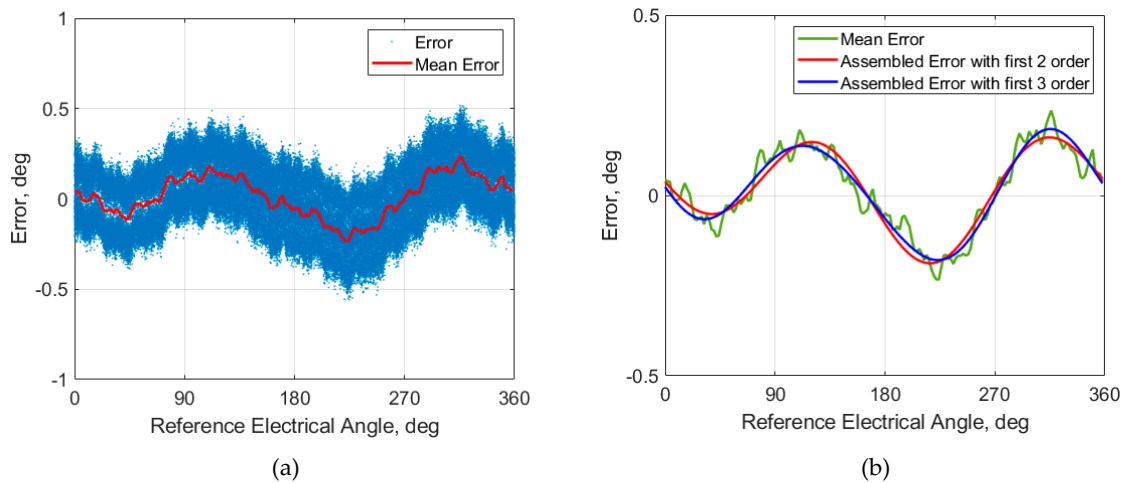 1
0.5
0
-0.5
-1
Error, deg
Error
Mean Error
0
90
180
270
360
Reference Electrical Angle, deg
(a)
0.5
0
-0.5
Error, deg
Mean Error
Assembled Error with first 2 order
Assembled Error with first 3 order
0
90
180
270
360
Reference Electrical Angle, deg
(b)